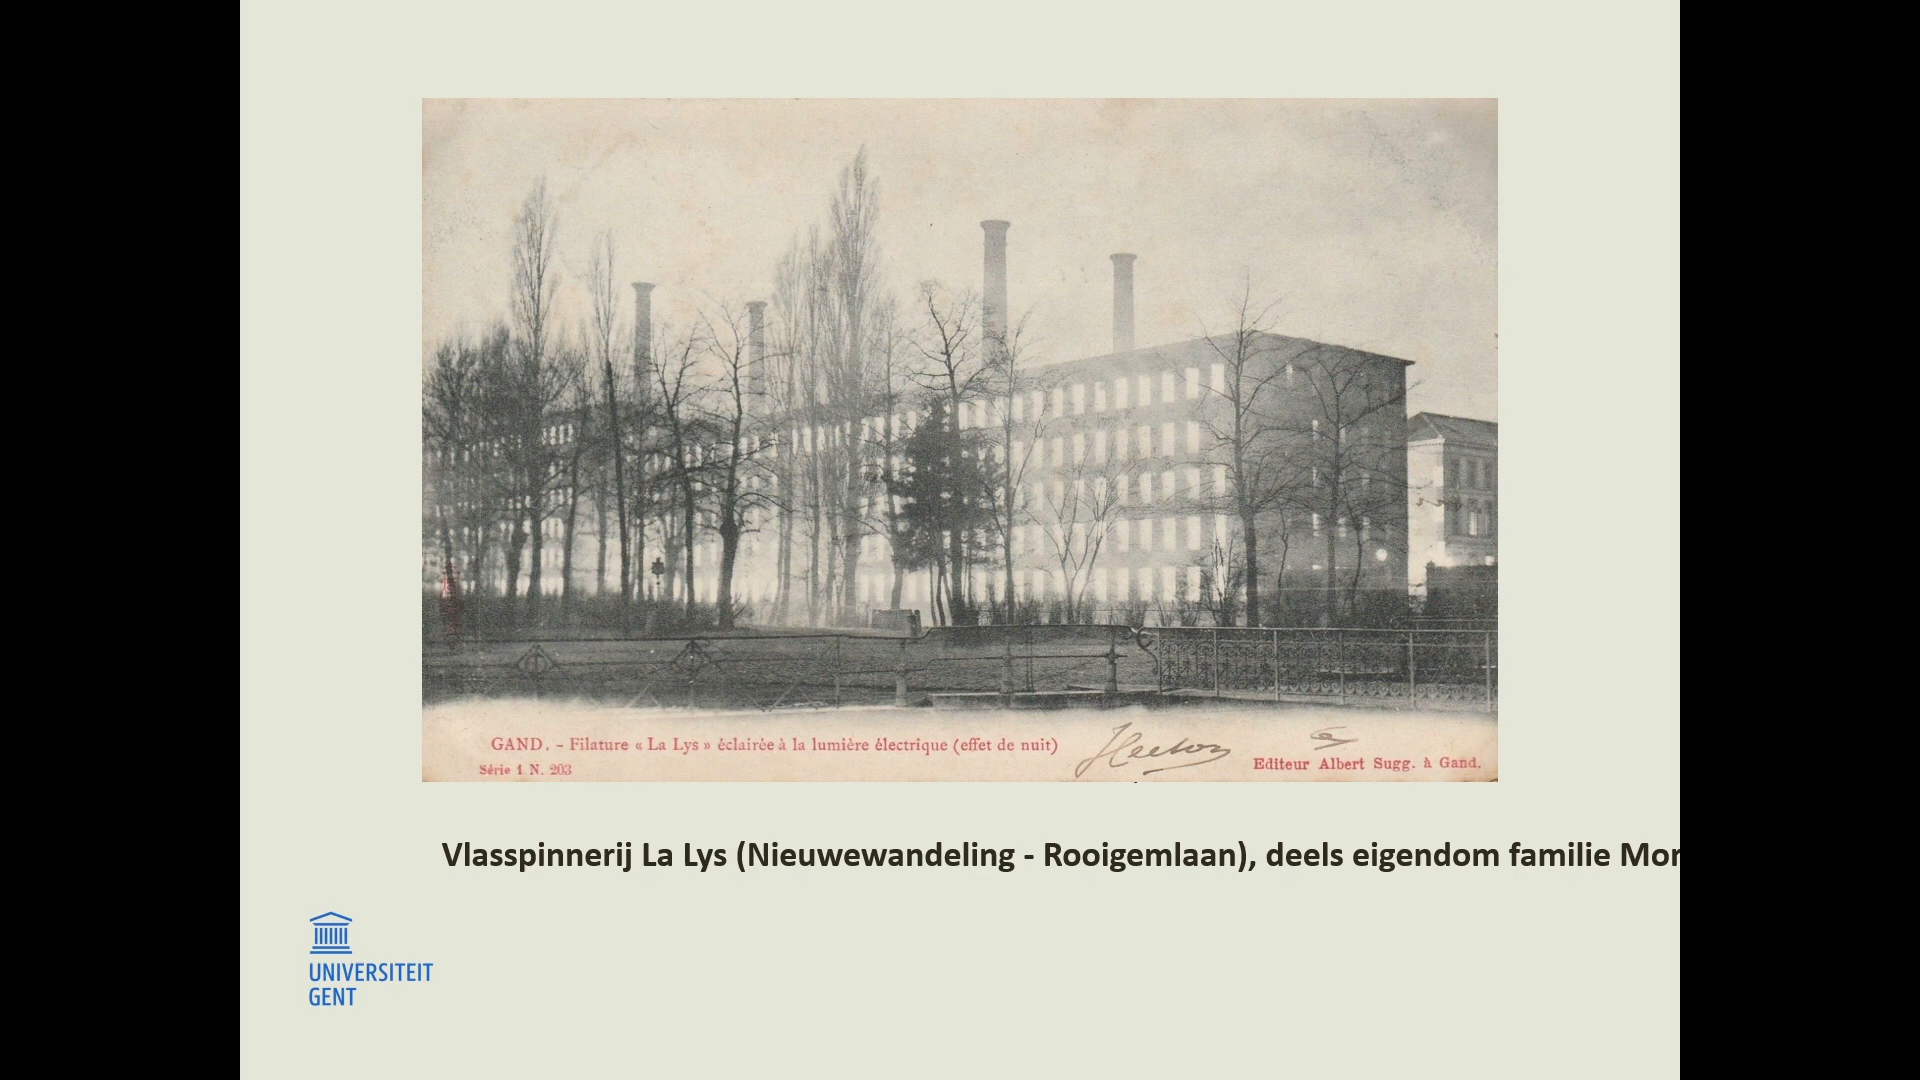 GAND. - Filature « La Lys » éclairée à la lumière électrique (effet de nuit)
Série 1 N. 203
Editeur Albert Sugg. à Gand.
Vlasspinnerij La Lys (Nieuwewandeling - Rooigemlaan), deels eigendom familie Mor
UNIVERSITEIT
GENT